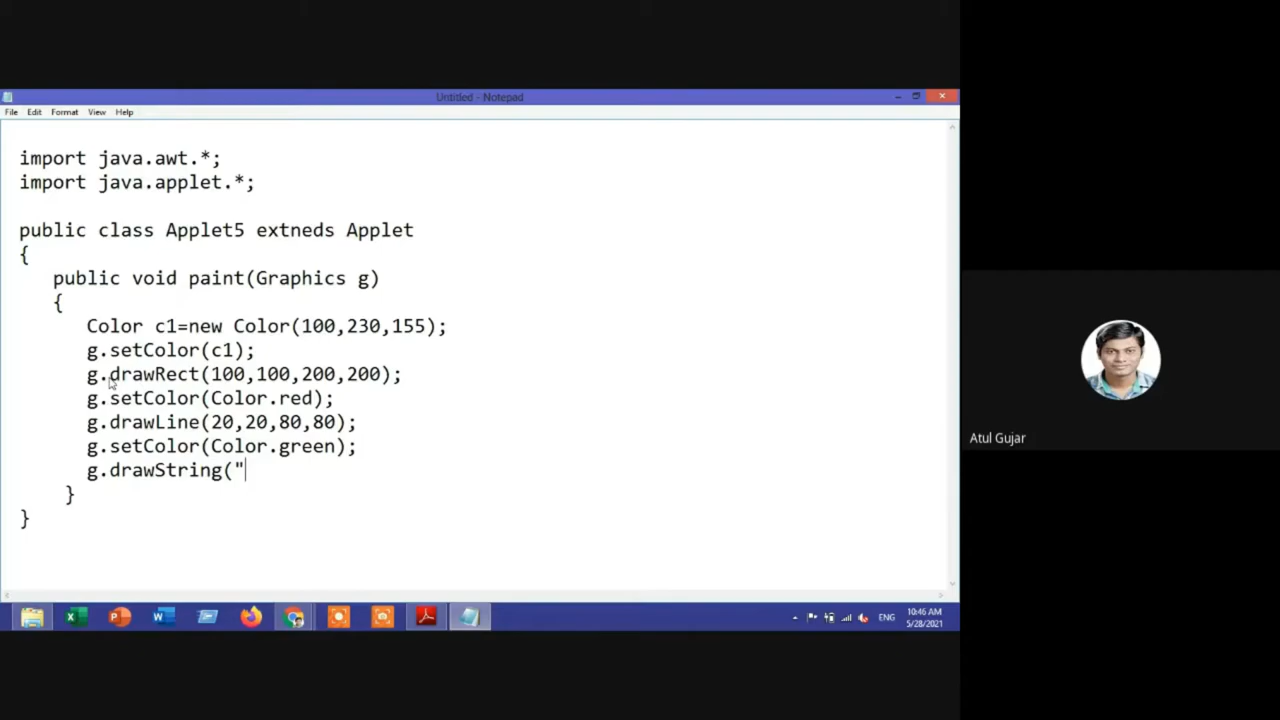 Untitled - Notepad
File Edit Format View Help
import java.awt.*;
import java.applet.*;
public class Applet5 extneds Applet
{
public void paint(Graphics g)
{
Color c1=new Color(100,230,155);
g.setColor(c1);
g.drawRect(100,100,200,200);
g.setColor(Color.red);
g.drawLine(20,20,80,80);
g.setColor(Color.green);
g.drawString("
}
}
Atul Gujar
ENG
10:46 AM
5/28/2021